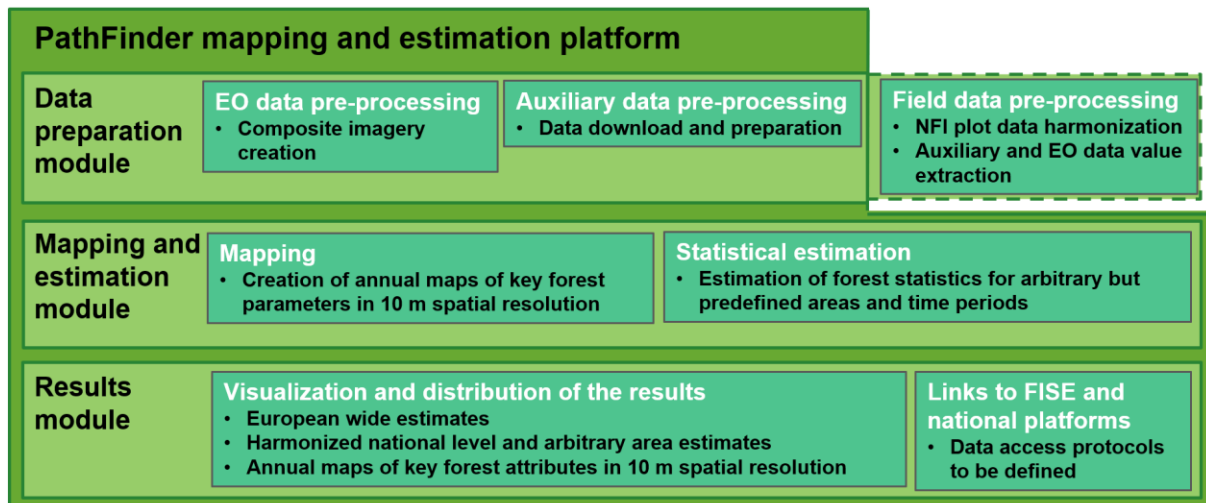 PathFinder mapping and estimation platform
Data
preparation
module
EO data pre-processing
• Composite imagery
creation
Auxiliary data pre-processing
• Data download and preparation
Field data pre-processing
• NFI plot data harmonization
• Auxiliary and EO data value
extraction
Mapping and
estimation
module
Mapping
• Creation of annual maps of key forest
parameters in 10 m spatial resolution
Statistical estimation
• Estimation of forest statistics for arbitrary but
predefined areas and time periods
Results
module
Visualization and distribution of the results
• European wide estimates
• Harmonized national level and arbitrary area estimates
• Annual maps of key forest attributes in 10 m spatial resolution
Links to FISE and
national platforms
• Data access protocols
to be defined